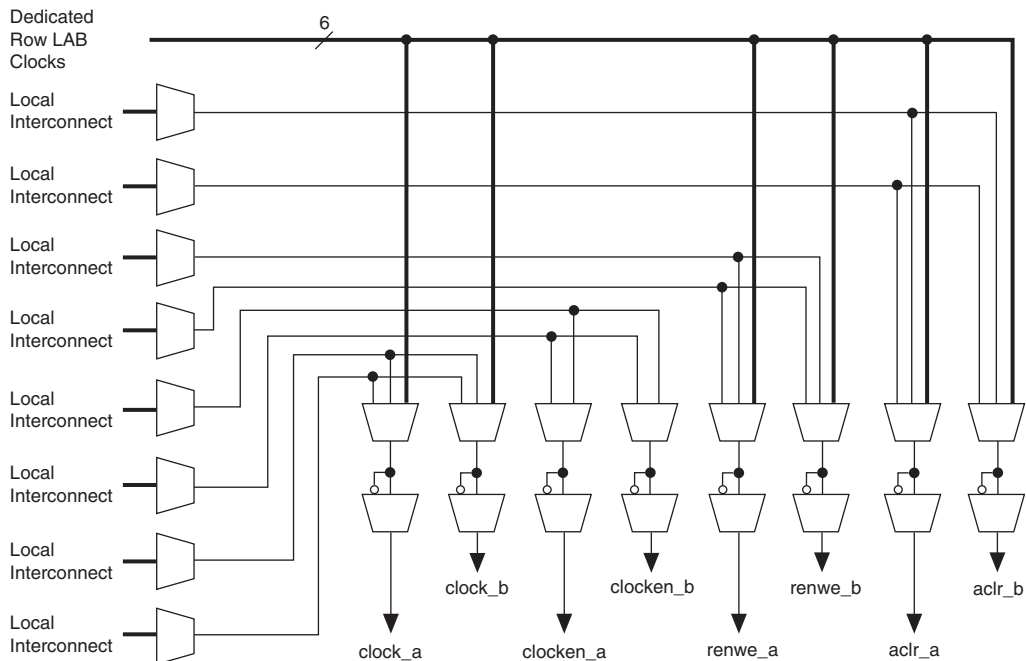 Dedicated
Row LAB
Clocks
6
Local
Interconnect
Local
Interconnect
Local
Interconnect
Local
Interconnect
Local
Interconnect
Local
Interconnect
Local
Interconnect
Local
Interconnect
clock_b
clocken_b
renwe_b
aclr_b
clock_a
clocken_a
renwe_a
aclr_a